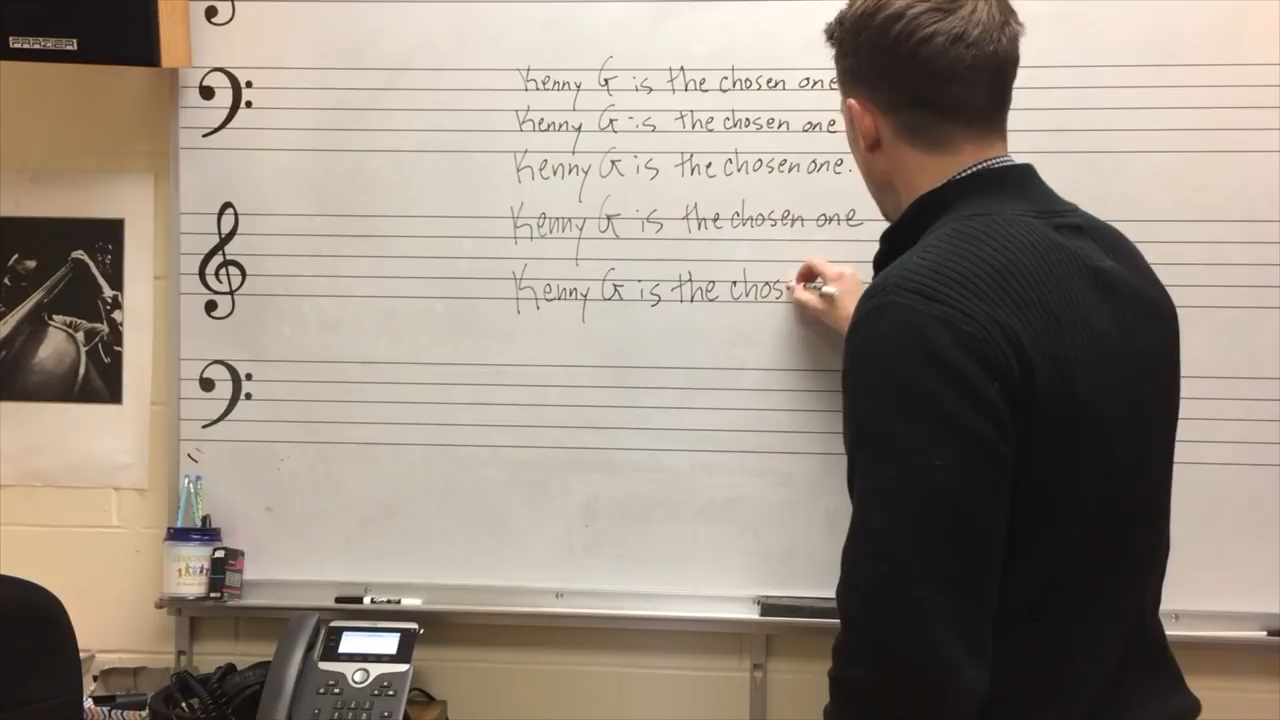 FRAZIER
Kenny G is the chosen one
Kenny G is the chosen one
Kenny G is the chosen one.
Kenny G is the chosen one
Kenny G is the chos